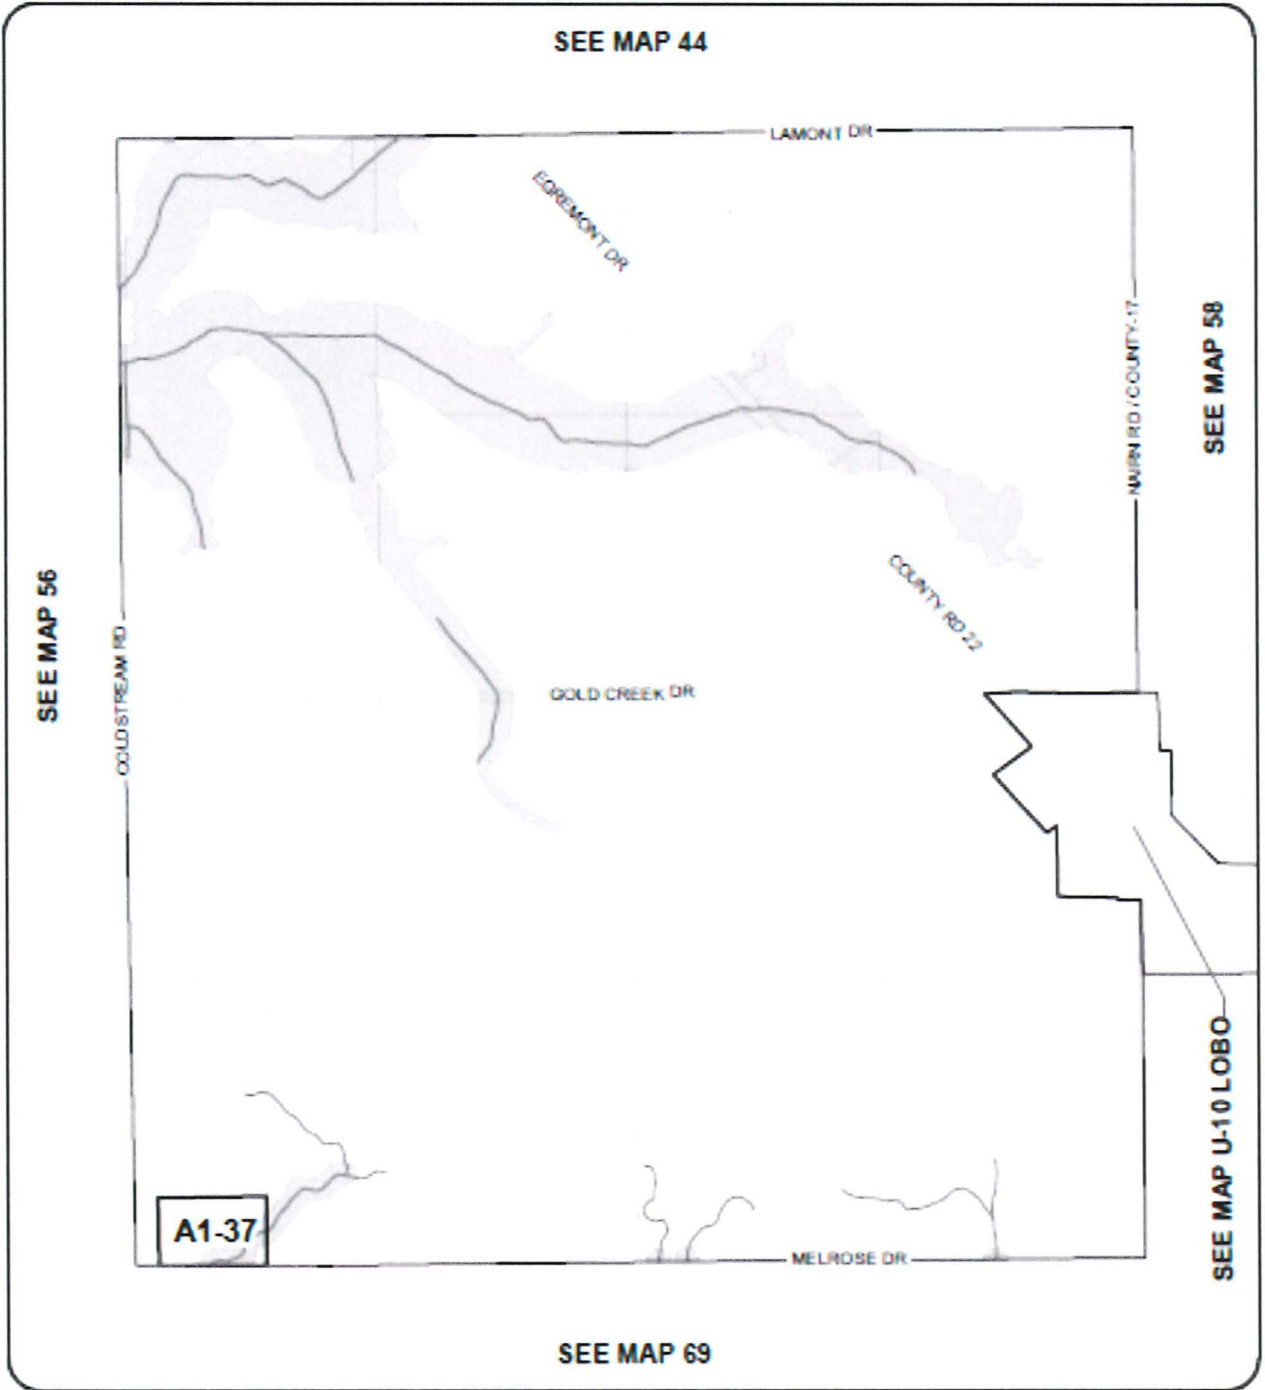 SEE MAP 44
LAMONT DR
EGREMONT DR
NAIRN RD / COUNTY-17
SEE MAP 58
COUNTY RD 22
SEE MAP 56
COLDSTREAM RD
GOLD CREEK DR
SEE MAP U-10 LOBO
A1-37
MELROSE DR
SEE MAP 69